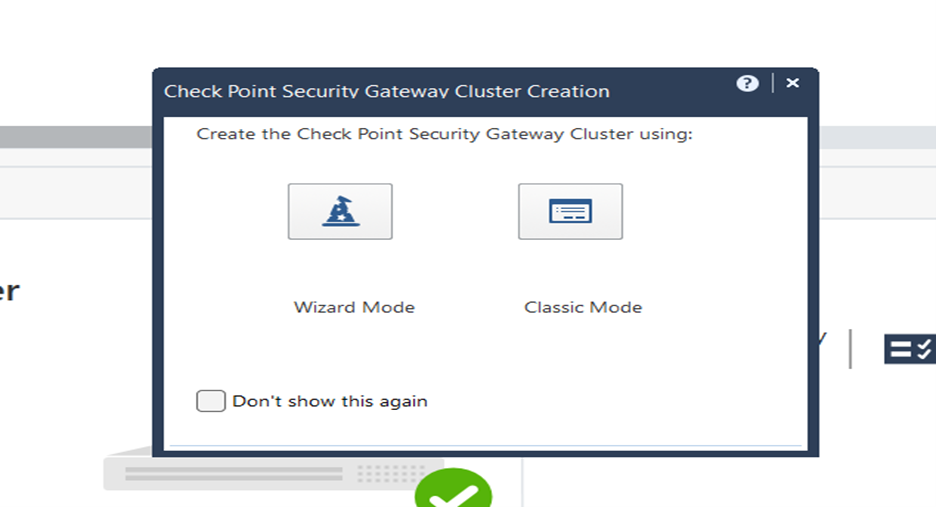 Check Point Security Gateway Cluster Creation
Create the Check Point Security Gateway Cluster using:
er
Wizard Mode
Classic Mode
Don't show this again